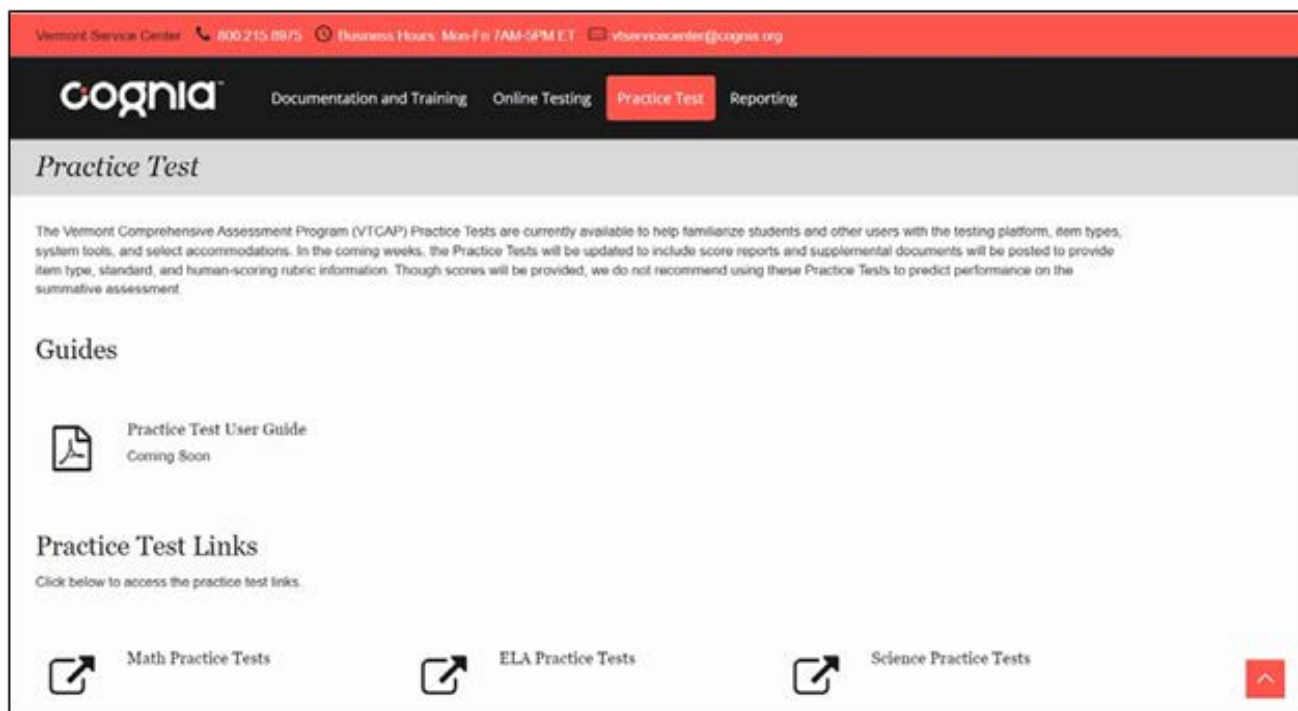 Vermont Service Center 800.215.8975 Business Hours: Mon-Fri 7AM-5PM ET vtservicecenter@cognia.org
cognia Documentation and Training Online Testing Practice Test Reporting
Practice Test
The Vermont Comprehensive Assessment Program (VTCAP) Practice Tests are currently available to help familiarize students and other users with the testing platform, item types,
system tools, and select accommodations. In the coming weeks, the Practice Tests will be updated to include score reports and supplemental documents will be posted to provide
item type, standard, and human-scoring rubric information. Though scores will be provided, we do not recommend using these Practice Tests to predict performance on the
summative assessment.
Guides
Practice Test User Guide
Coming Soon
Practice Test Links
Click below to access the practice test links.
Math Practice Tests ELA Practice Tests Science Practice Tests